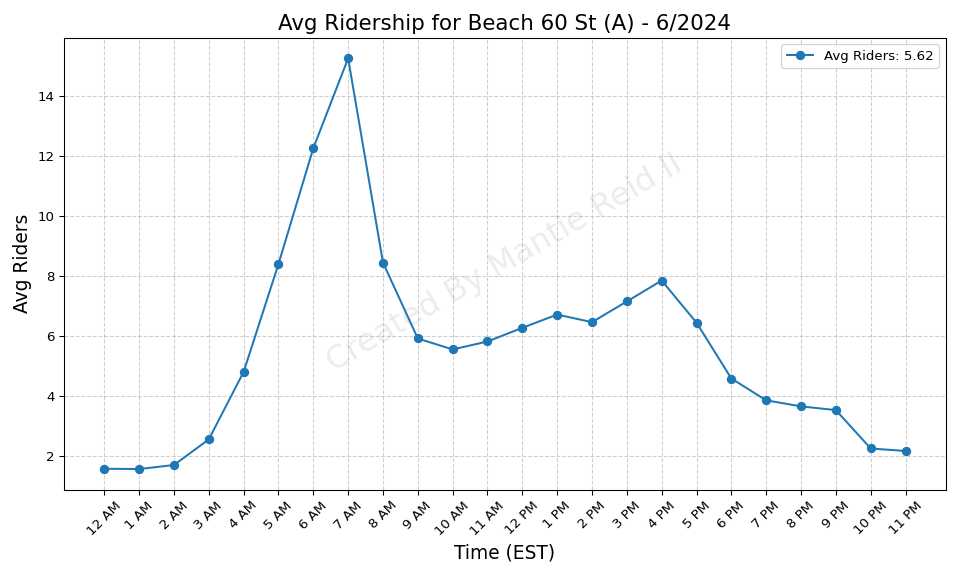 Avg Ridership for Beach 60 St (A) - 6/2024
Avg Riders: 5.62
Avg Riders
14
12
10
8
6
4
2
Created By Mantie Reid II
12 AM
1 AM
2 AM
3 AM
4 AM
5 AM
6 AM
7 AM
8 AM
9 AM
10 AM
11 AM
12 PM
1 PM
2 PM
3 PM
4 PM
5 PM
6 PM
7 PM
8 PM
9 PM
10 PM
11 PM
Time (EST)